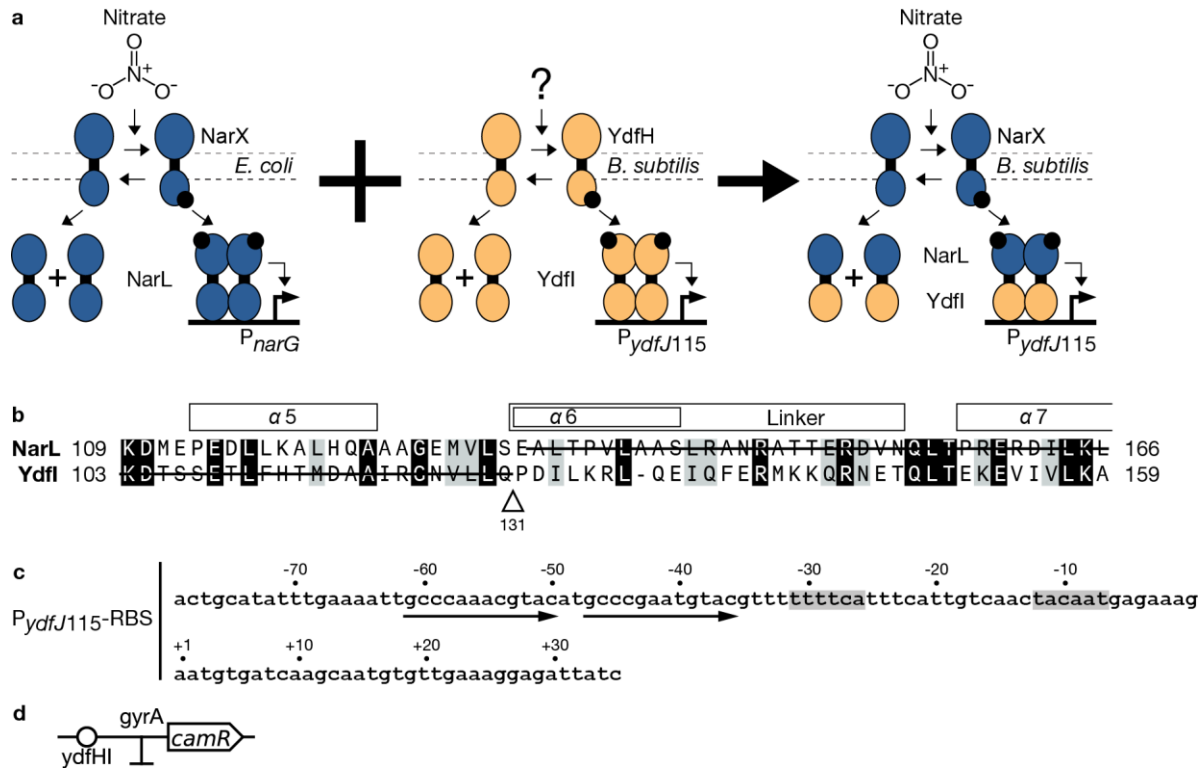 a
Nitrate
O
N+
-O O-
NarX
E. coli
+
NarL
PnarG
?
YdfH
B. subtilis
+
YdfI
PydfJ115
Nitrate
O
N+
-O O-
NarX
B. subtilis
+
NarL
YdfI
PydfJ115
b
α5 α6 Linker α7
NarL 109 KDMEPEDLLKALHQAAAGEMVLSEALTPVLAASLRANRATTERDVNQLTPRERDILKL 166
YdfI 103 KDTSSETLFHTMDAAIRGNVLLQPDILKRL-QEIQFERMKKQRNETQLTEKEVIVLKA 159
131
c
PydfJ115-RBS
-70 -60 -50 -40 -30 -20 -10
actgcatatttgaaaattgcccaaacgtacatgcccgaatgtacgtttttttcatttcattgtcaactacaatgagaaag
+1 +10 +20 +30
aatgtgatcaagcaatgtgttgaaaggagattatc
d
gyrA
camR
ydfHI